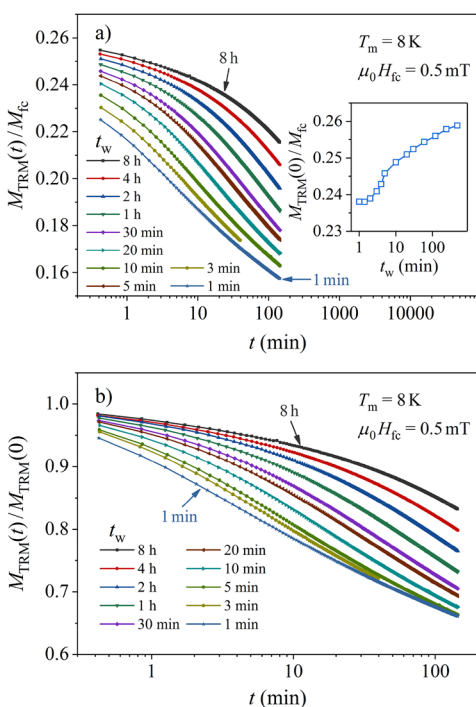 a)
T_m = 8 K
μ_0H_fc = 0.5 mT
8 h
M_TRM(t)/M_fc
0.26
0.24
0.22
0.20
0.18
0.16
t_w
8 h
4 h
2 h
1 h
30 min
20 min
10 min
3 min
5 min
1 min
1 min
M_TRM(0)/M_fc
0.26
0.25
0.24
0.23
1 10 100
t_w (min)
1 10 100 1000 10000
t (min)
b)
T_m = 8 K
μ_0H_fc = 0.5 mT
8 h
1 min
M_TRM(t)/M_TRM(0)
1.0
0.9
0.8
0.7
0.6
t_w
8 h 20 min
4 h 10 min
2 h 5 min
1 h 3 min
30 min 1 min
1 10 100
t (min)